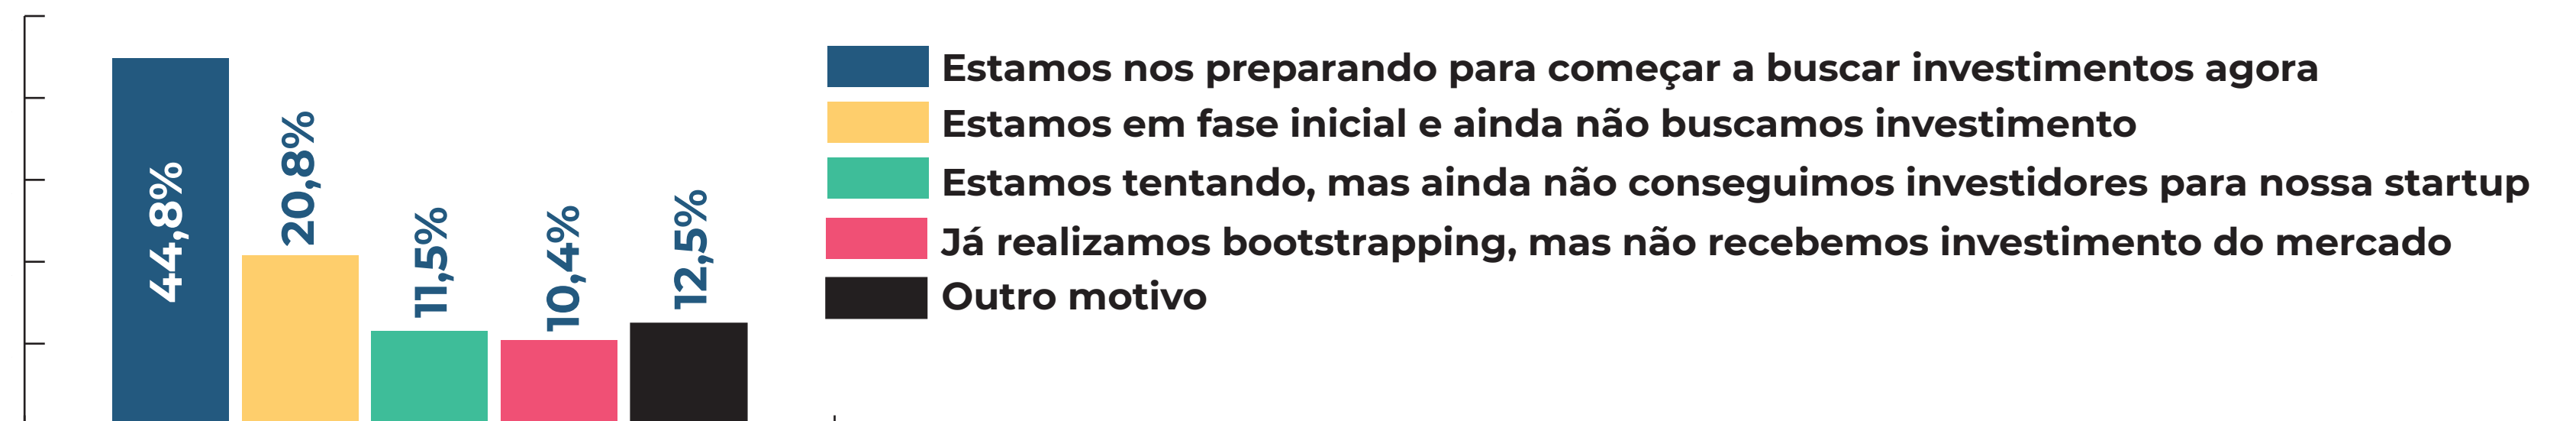 44,8%
20,8%
11,5%
10,4%
12,5%
Estamos nos preparando para começar a buscar investimentos agora
Estamos em fase inicial e ainda não buscamos investimento
Estamos tentando, mas ainda não conseguimos investidores para nossa startup
Já realizamos bootstrapping, mas não recebemos investimento do mercado
Outro motivo